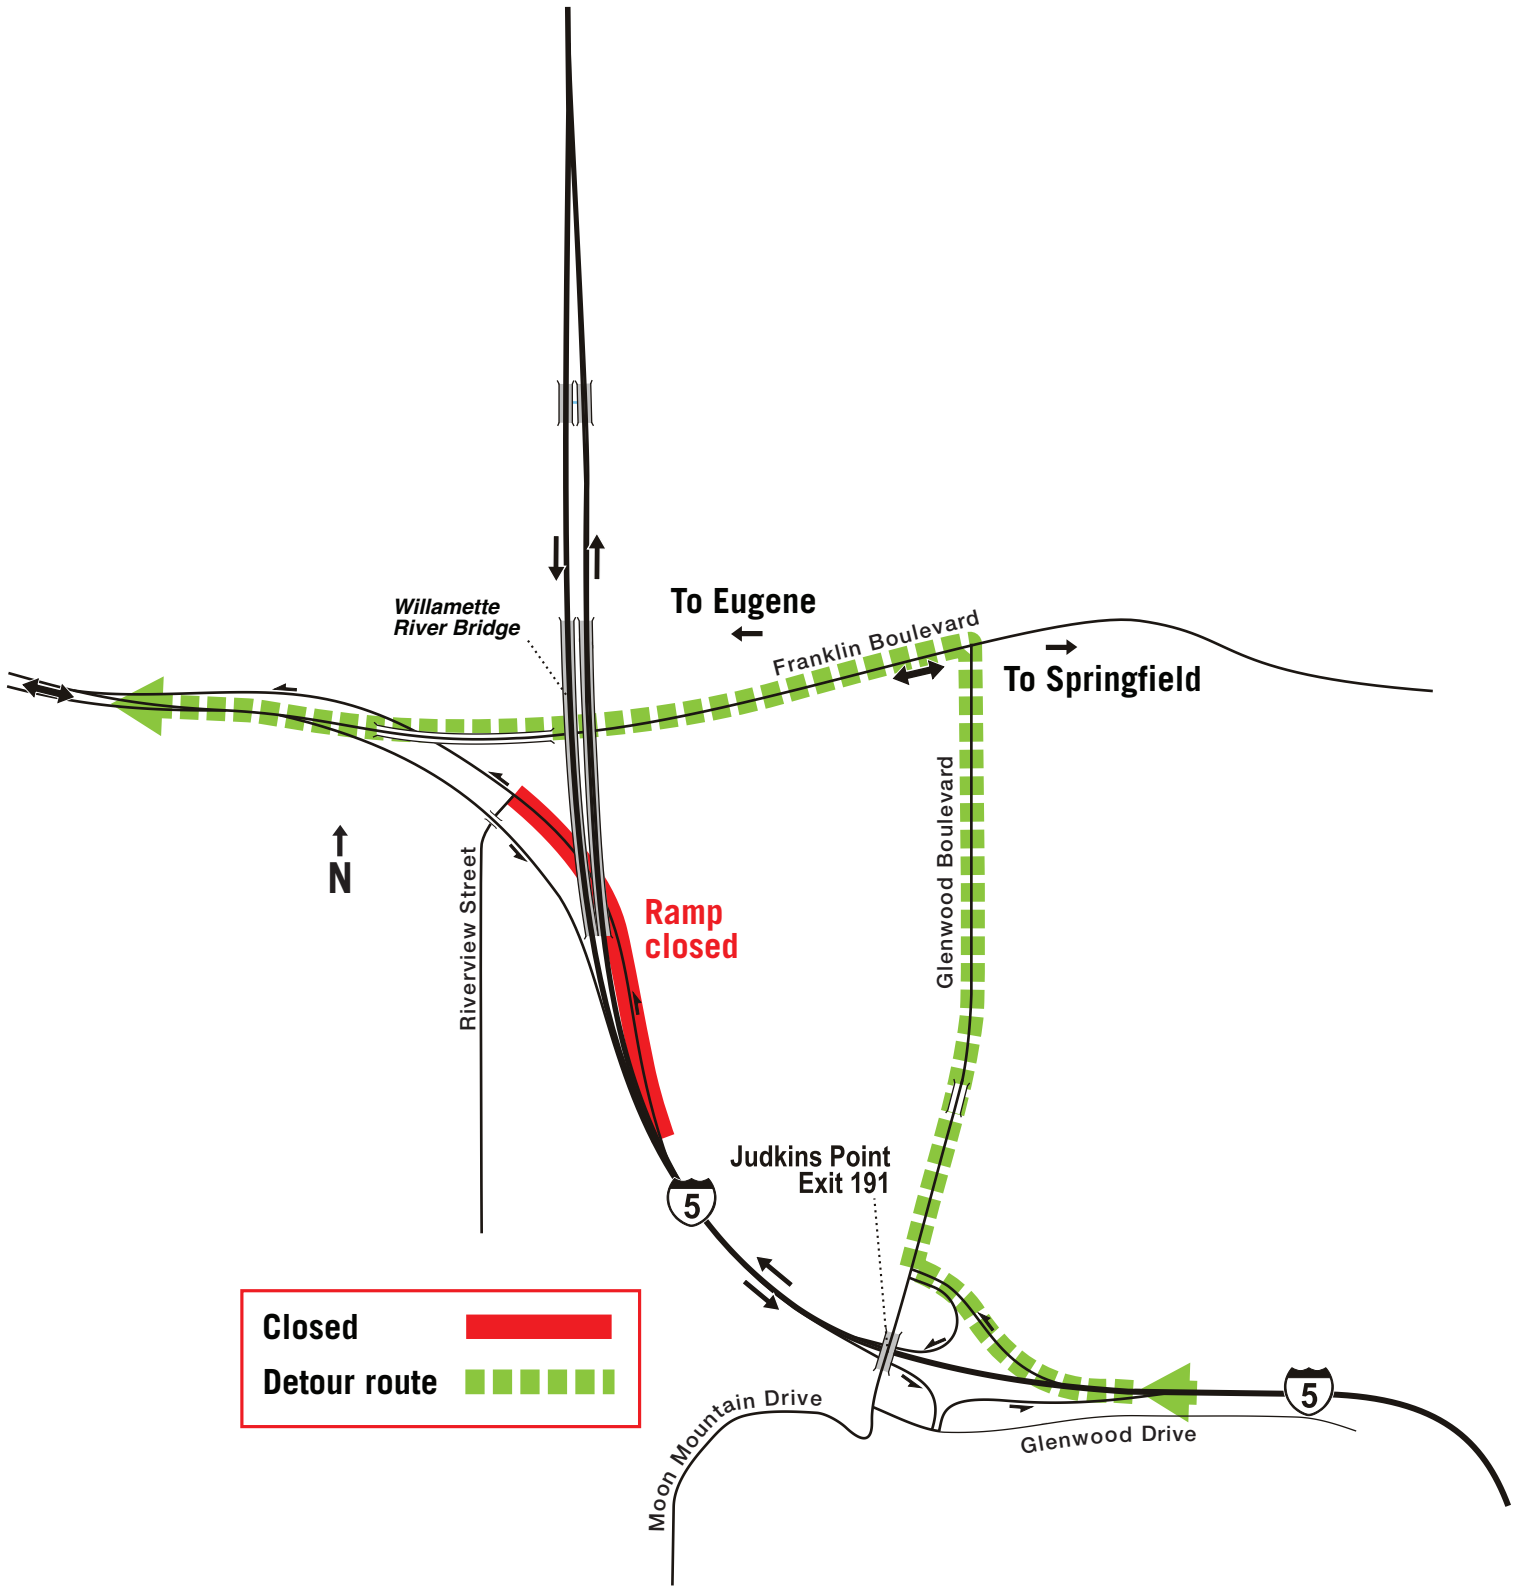 Willamette
River Bridge
To Eugene
Franklin Boulevard
To Springfield
Glenwood Boulevard
N
Riverview Street
Ramp
closed
Judkins Point
Exit 191
5
Closed
Detour route
5
Moon Mountain Drive
Glenwood Drive